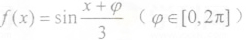 f(x) = sin (x+φ)/3 （φ∈[0,2π]）